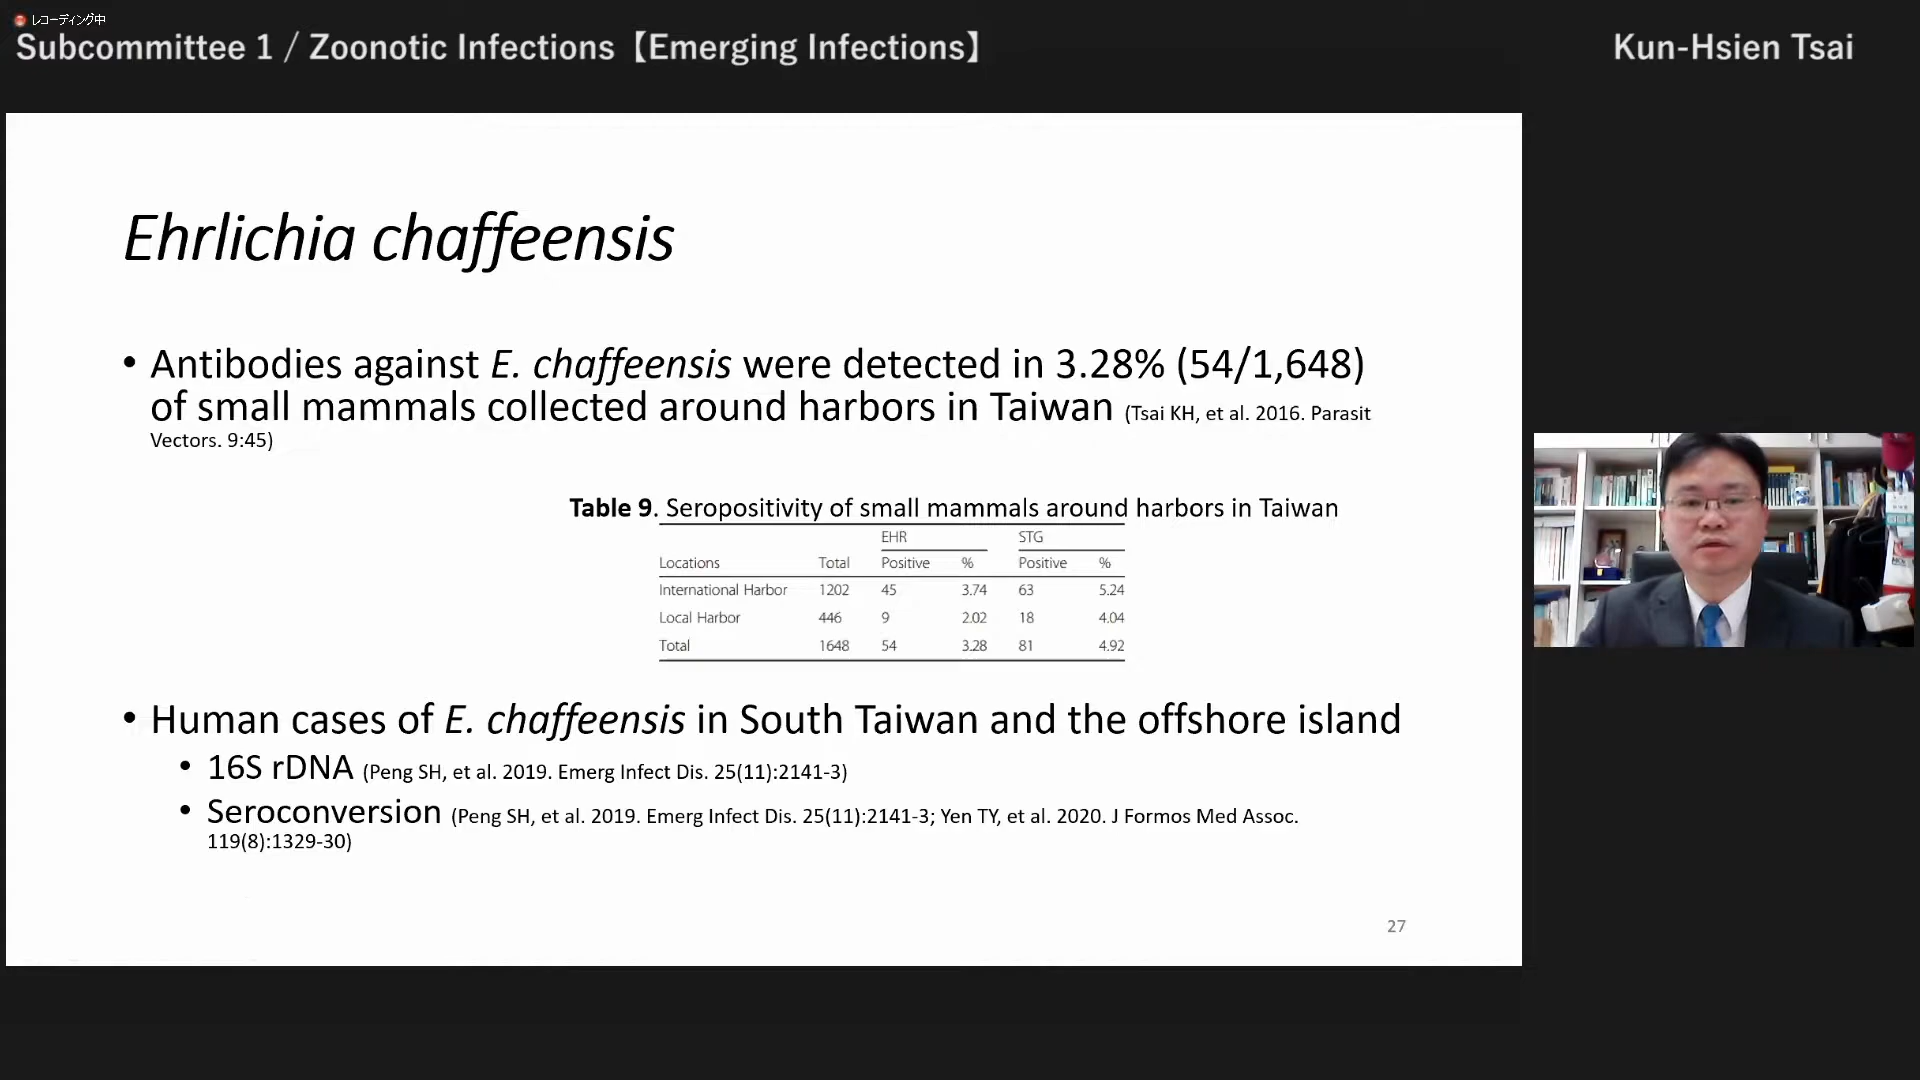 レコーディング中
Subcommittee 1 / Zoonotic Infections【Emerging Infections】
Kun-Hsien Tsai
Ehrlichia chaffeensis
• Antibodies against E. chaffeensis were detected in 3.28% (54/1,648)
of small mammals collected around harbors in Taiwan (Tsai KH, et al. 2016. Parasit
Vectors. 9:45)
Table 9. Seropositivity of small mammals around harbors in Taiwan
EHR STG
Locations Total Positive % Positive %
International Harbor 1202 45 3.74 63 5.24
Local Harbor 446 9 2.02 18 4.04
Total 1648 54 3.28 81 4.92
• Human cases of E. chaffeensis in South Taiwan and the offshore island
• 16S rDNA (Peng SH, et al. 2019. Emerg Infect Dis. 25(11):2141-3)
• Seroconversion (Peng SH, et al. 2019. Emerg Infect Dis. 25(11):2141-3; Yen TY, et al. 2020. J Formos Med Assoc.
119(8):1329-30)
27